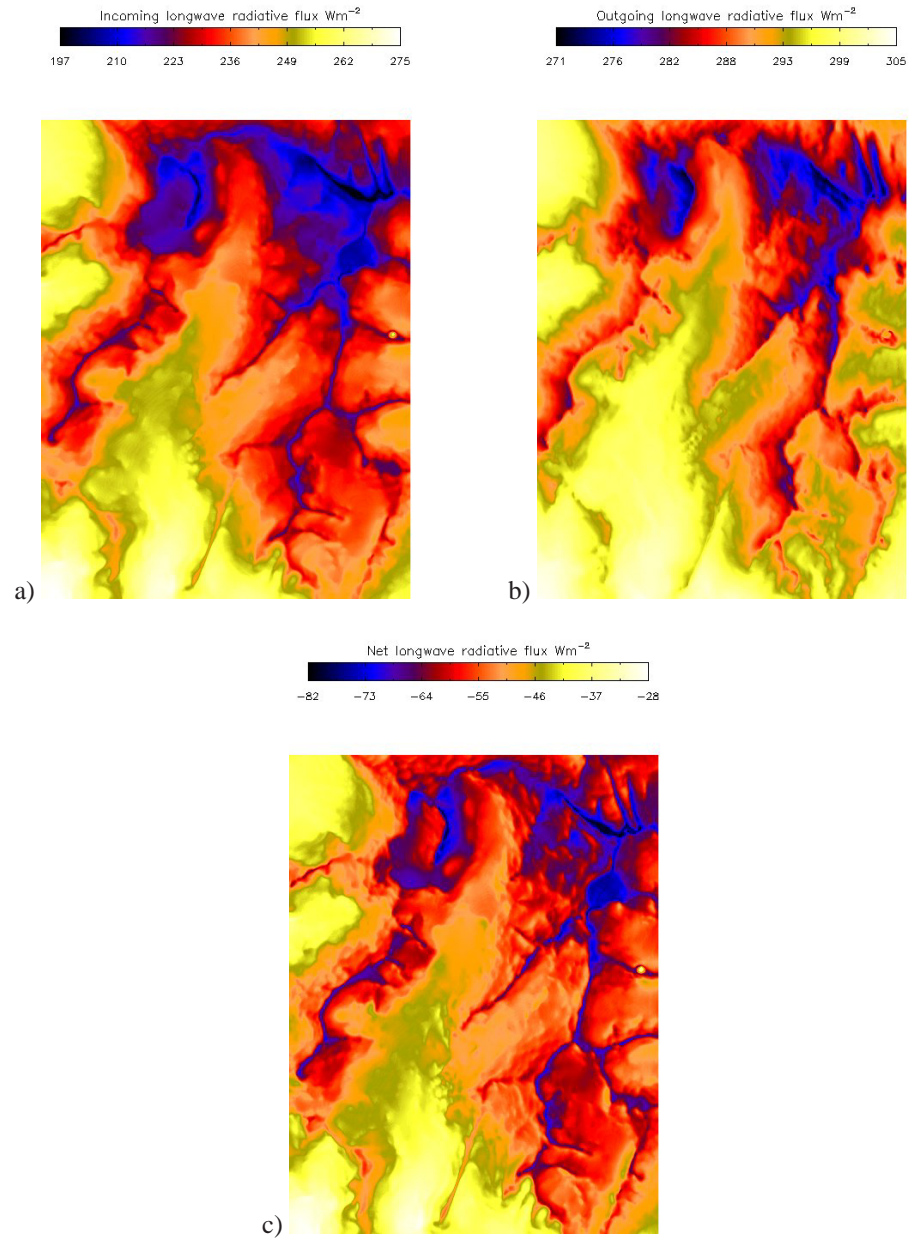 Incoming longwave radiative flux Wm⁻²
197 210 223 236 249 262 275
Outgoing longwave radiative flux Wm⁻²
271 276 282 288 293 299 305
a)
b)
Net longwave radiative flux Wm⁻²
−82 −73 −64 −55 −46 −37 −28
c)